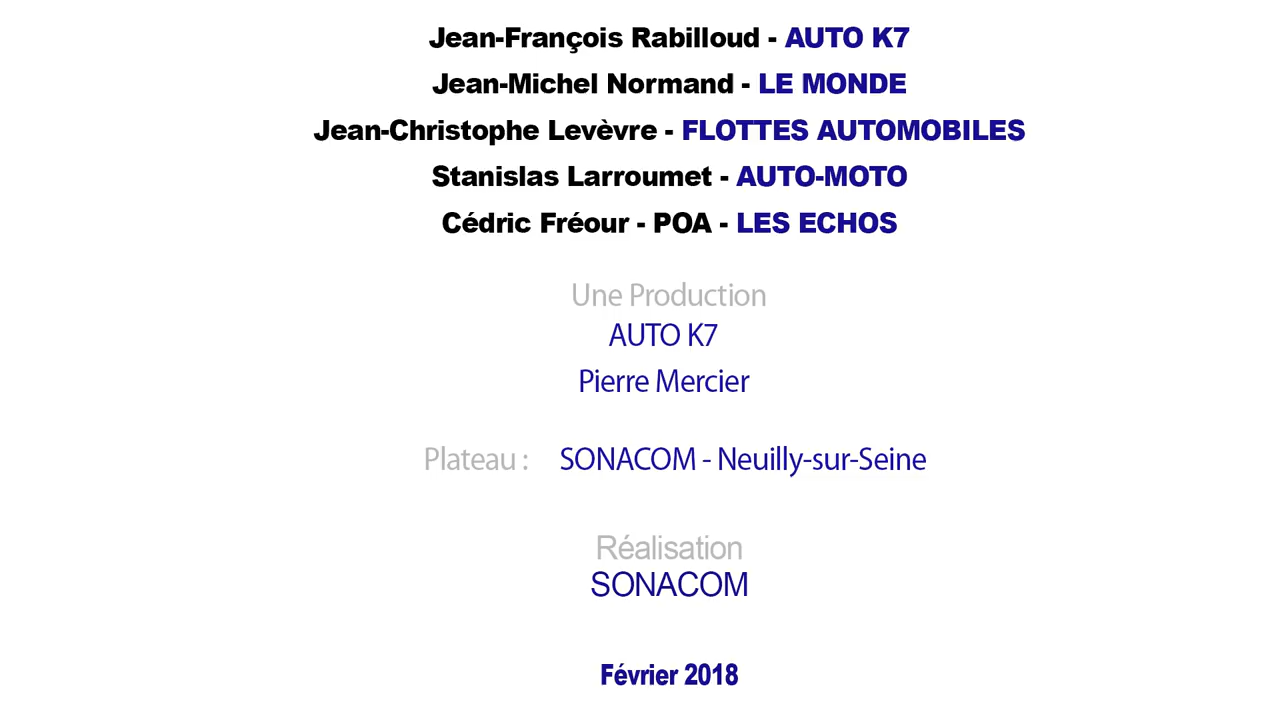 Jean-François Rabilloud - AUTO K7
Jean-Michel Normand - LE MONDE
Jean-Christophe Levèvre - FLOTTES AUTOMOBILES
Stanislas Larroumet - AUTO-MOTO
Cédric Fréour - POA - LES ECHOS
Une Production
AUTO K7
Pierre Mercier
Plateau : SONACOM - Neuilly-sur-Seine
Réalisation
SONACOM
Février 2018